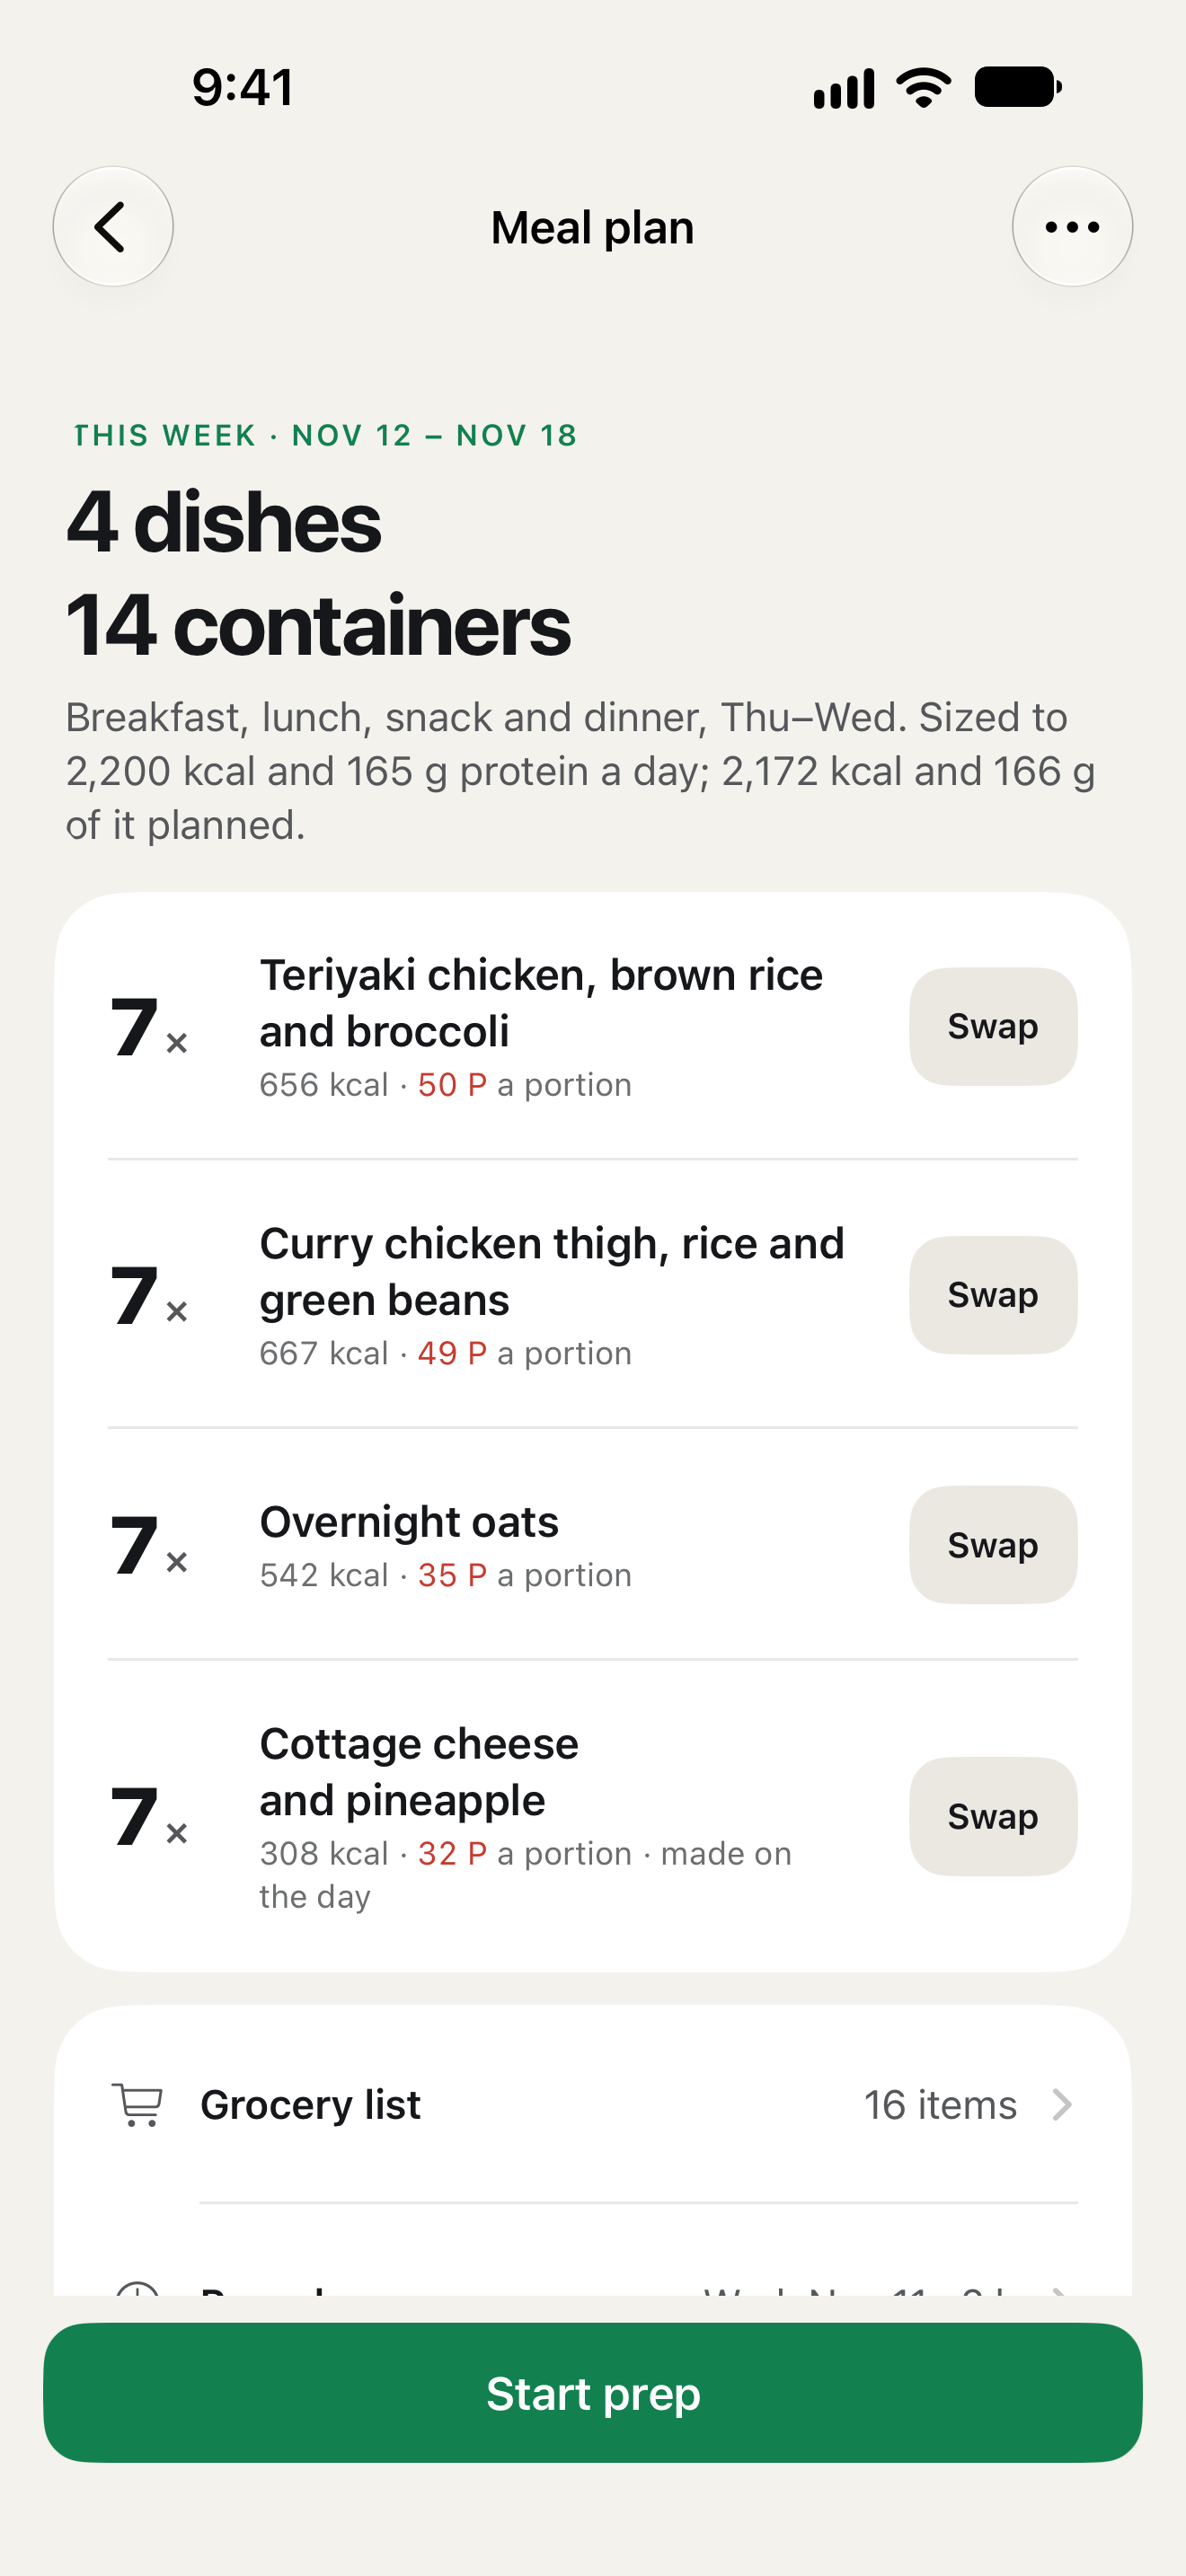 9:41
Meal plan
THIS WEEK · NOV 12 – NOV 18
4 dishes
14 containers
Breakfast, lunch, snack and dinner, Thu–Wed. Sized to
2,200 kcal and 165 g protein a day; 2,172 kcal and 166 g
of it planned.
7×
Teriyaki chicken, brown rice
and broccoli
656 kcal · 50 P a portion
Swap
7×
Curry chicken thigh, rice and
green beans
667 kcal · 49 P a portion
Swap
7×
Overnight oats
542 kcal · 35 P a portion
Swap
7×
Cottage cheese
and pineapple
308 kcal · 32 P a portion · made on
the day
Swap
Grocery list
16 items
Start prep